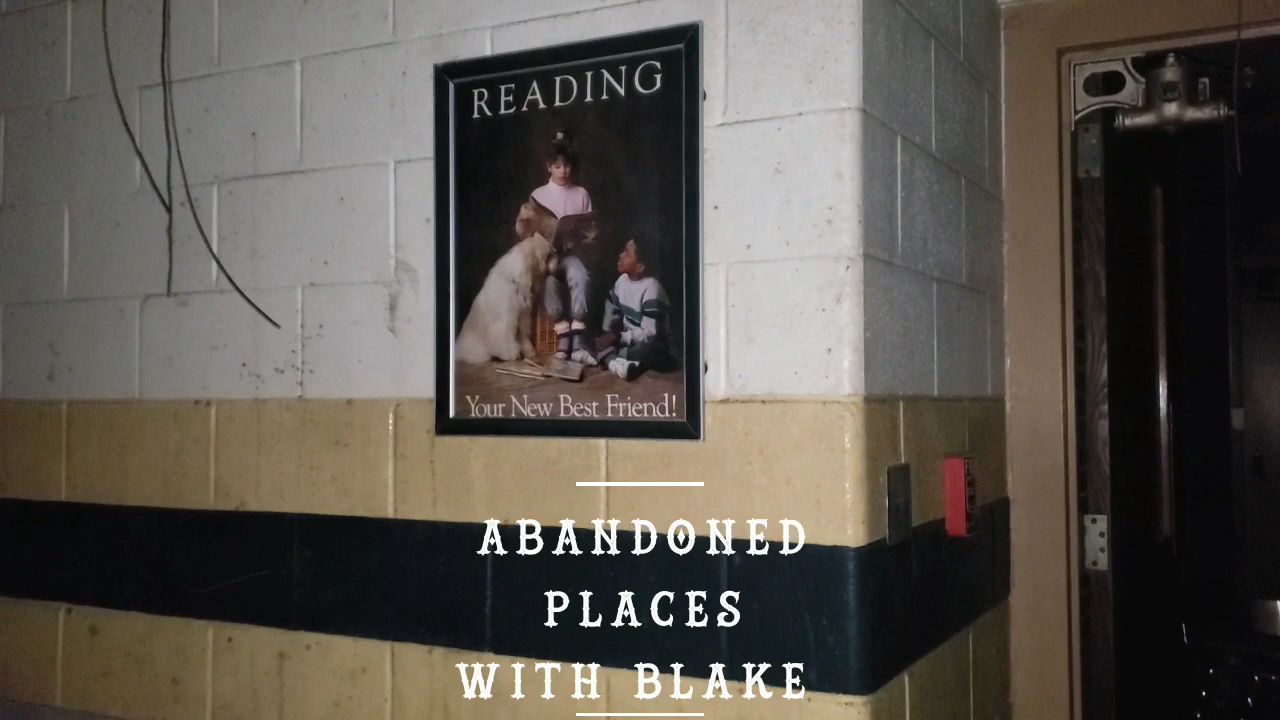 READING
Your New Best Friend!
ABANDONED
PLACES
WITH BLAKE